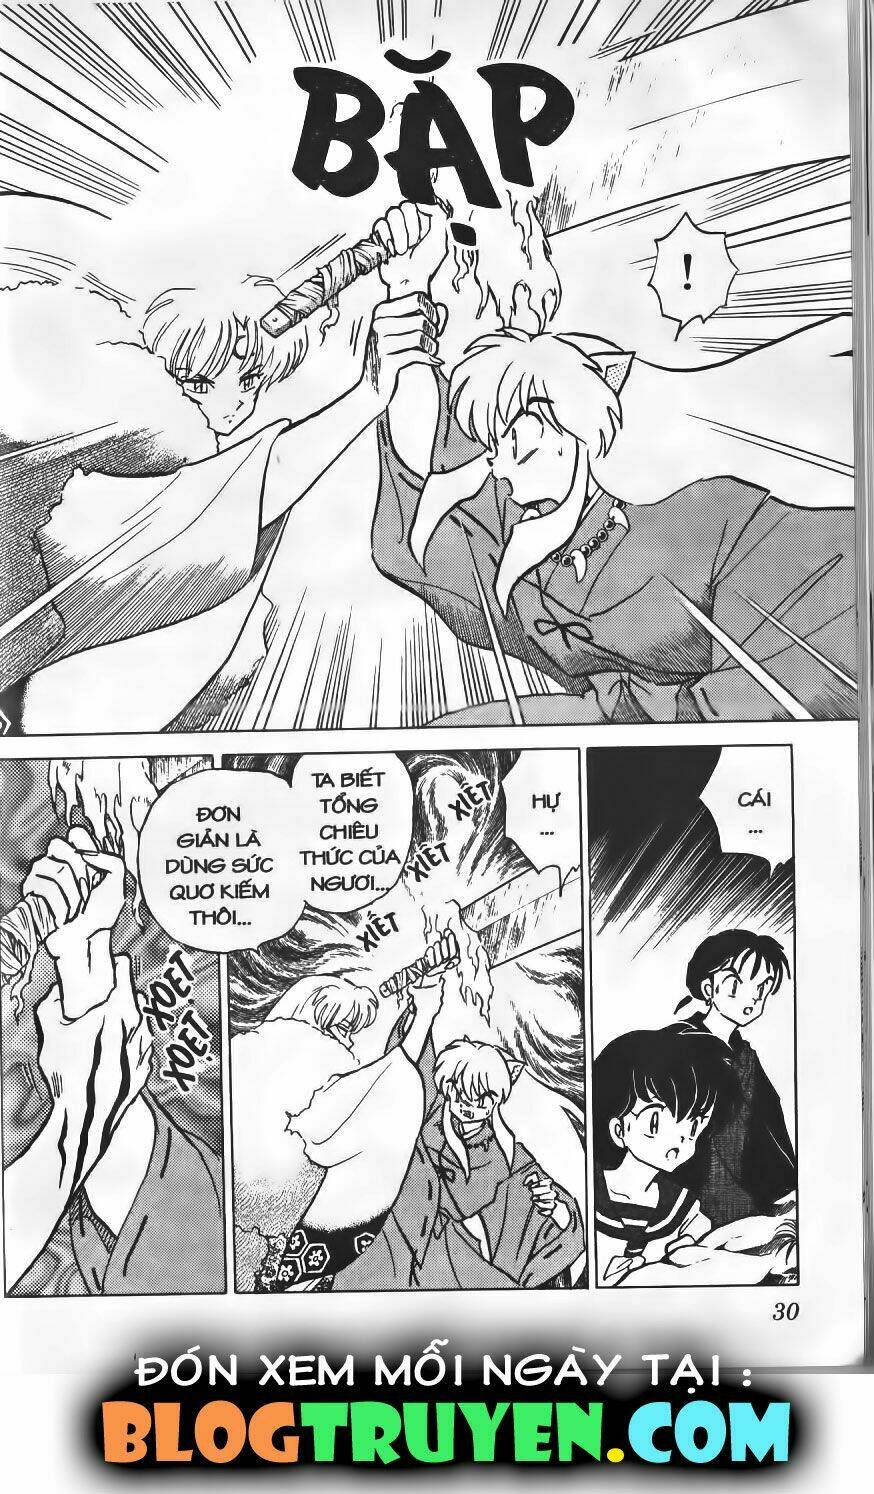 BẶP
!
CÁI
...
HỰ
...
TA BIẾT
TỔNG
CHIÊU
THỨC CỦA
NGƯƠI...
ĐƠN
GIẢN LÀ
DÙNG SỨC
QUƠ KIẾM
THÔI...
XIẾT
XIẾT
XIẾT
XOẸT
XOẸT
30
ĐÓN XEM MỖI NGÀY TẠI :
BLOGTRUYEN.COM